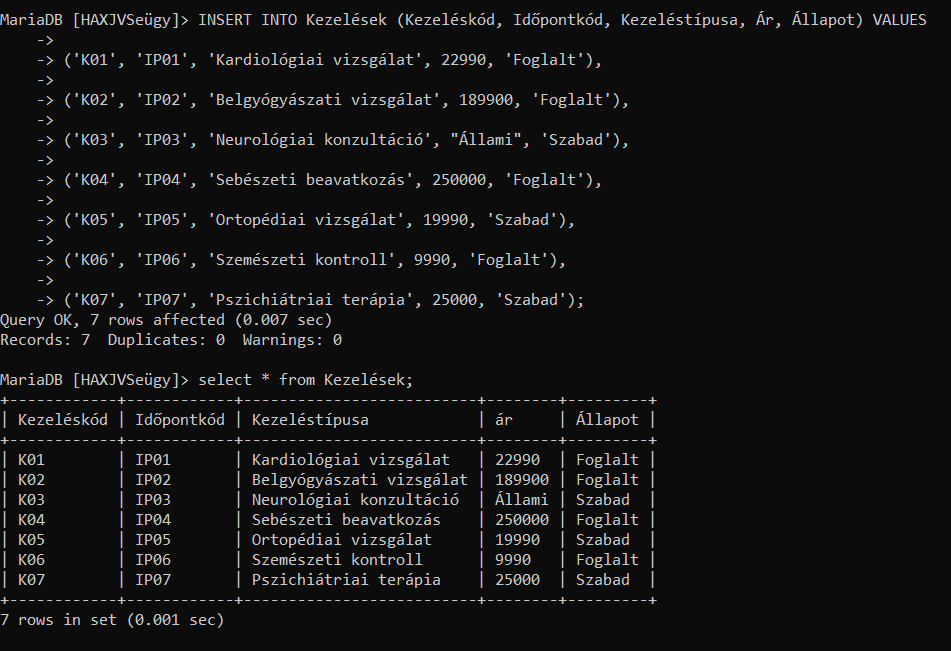 MariaDB [HAXJVSeügy]> INSERT INTO Kezelések (Kezeléskód, Időpontkód, Kezeléstípusa, Ár, Állapot) VALUES
    ->
    -> ('K01', 'IP01', 'Kardiológiai vizsgálat', 22990, 'Foglalt'),
    ->
    -> ('K02', 'IP02', 'Belgyógyászati vizsgálat', 189900, 'Foglalt'),
    ->
    -> ('K03', 'IP03', 'Neurológiai konzultáció', "Állami", 'Szabad'),
    ->
    -> ('K04', 'IP04', 'Sebészeti beavatkozás', 250000, 'Foglalt'),
    ->
    -> ('K05', 'IP05', 'Ortopédiai vizsgálat', 19990, 'Szabad'),
    ->
    -> ('K06', 'IP06', 'Szemészeti kontroll', 9990, 'Foglalt'),
    ->
    -> ('K07', 'IP07', 'Pszichiátriai terápia', 25000, 'Szabad');
Query OK, 7 rows affected (0.007 sec)
Records: 7  Duplicates: 0  Warnings: 0

MariaDB [HAXJVSeügy]> select * from Kezelések;
+------------+------------+--------------------------+--------+---------+
| Kezeléskód | Időpontkód | Kezeléstípusa            | ár     | Állapot |
+------------+------------+--------------------------+--------+---------+
| K01        | IP01       | Kardiológiai vizsgálat   | 22990  | Foglalt |
| K02        | IP02       | Belgyógyászati vizsgálat | 189900 | Foglalt |
| K03        | IP03       | Neurológiai konzultáció  | Állami | Szabad  |
| K04        | IP04       | Sebészeti beavatkozás    | 250000 | Foglalt |
| K05        | IP05       | Ortopédiai vizsgálat     | 19990  | Szabad  |
| K06        | IP06       | Szemészeti kontroll      | 9990   | Foglalt |
| K07        | IP07       | Pszichiátriai terápia    | 25000  | Szabad  |
+------------+------------+--------------------------+--------+---------+
7 rows in set (0.001 sec)